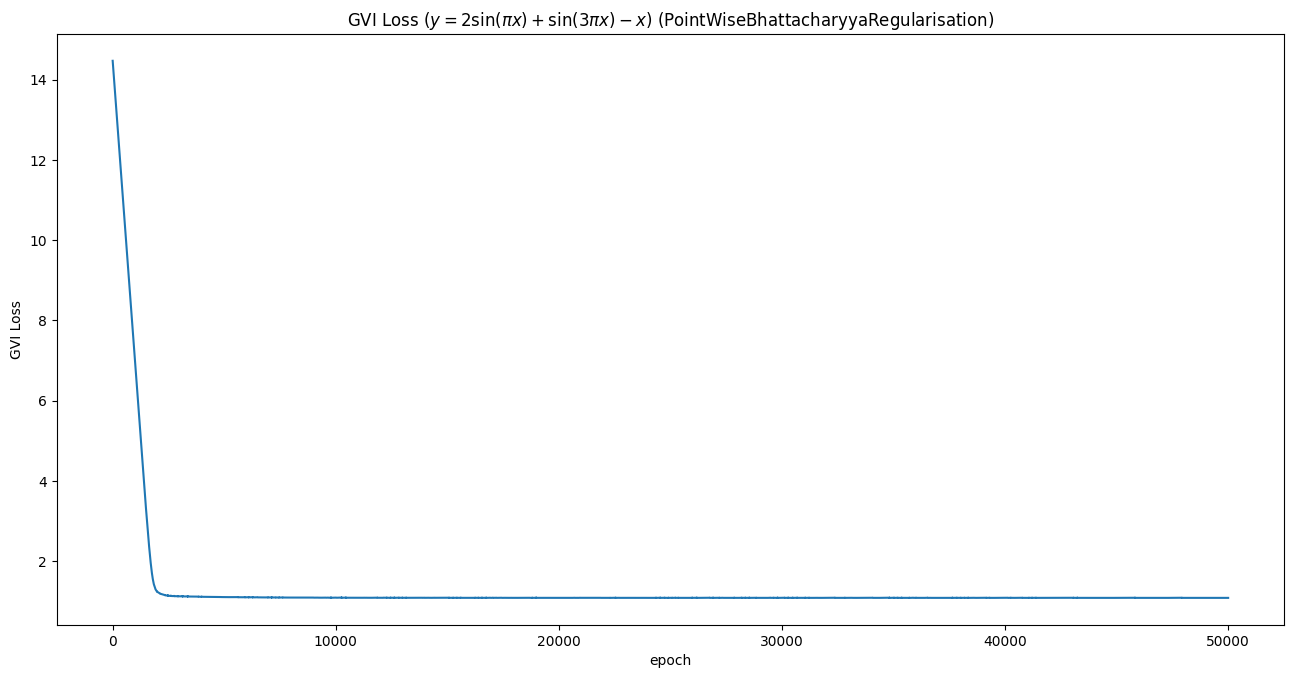 GVI Loss (y = 2sin(πx) + sin(3πx) − x) (PointWiseBhattacharyyaRegularisation)
14
12
10
8
6
4
2
GVI Loss
0 10000 20000 30000 40000 50000
epoch